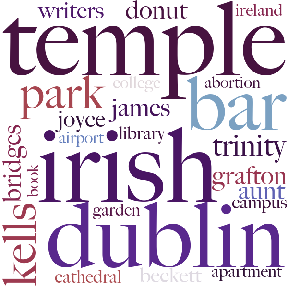 writers donut ireland
temple
college abortion
park james bar
joyce library
airport trinity
bridges
book
irish
grafton
aunt
campus
kells
garden
dublin
cathedral beckett apartment